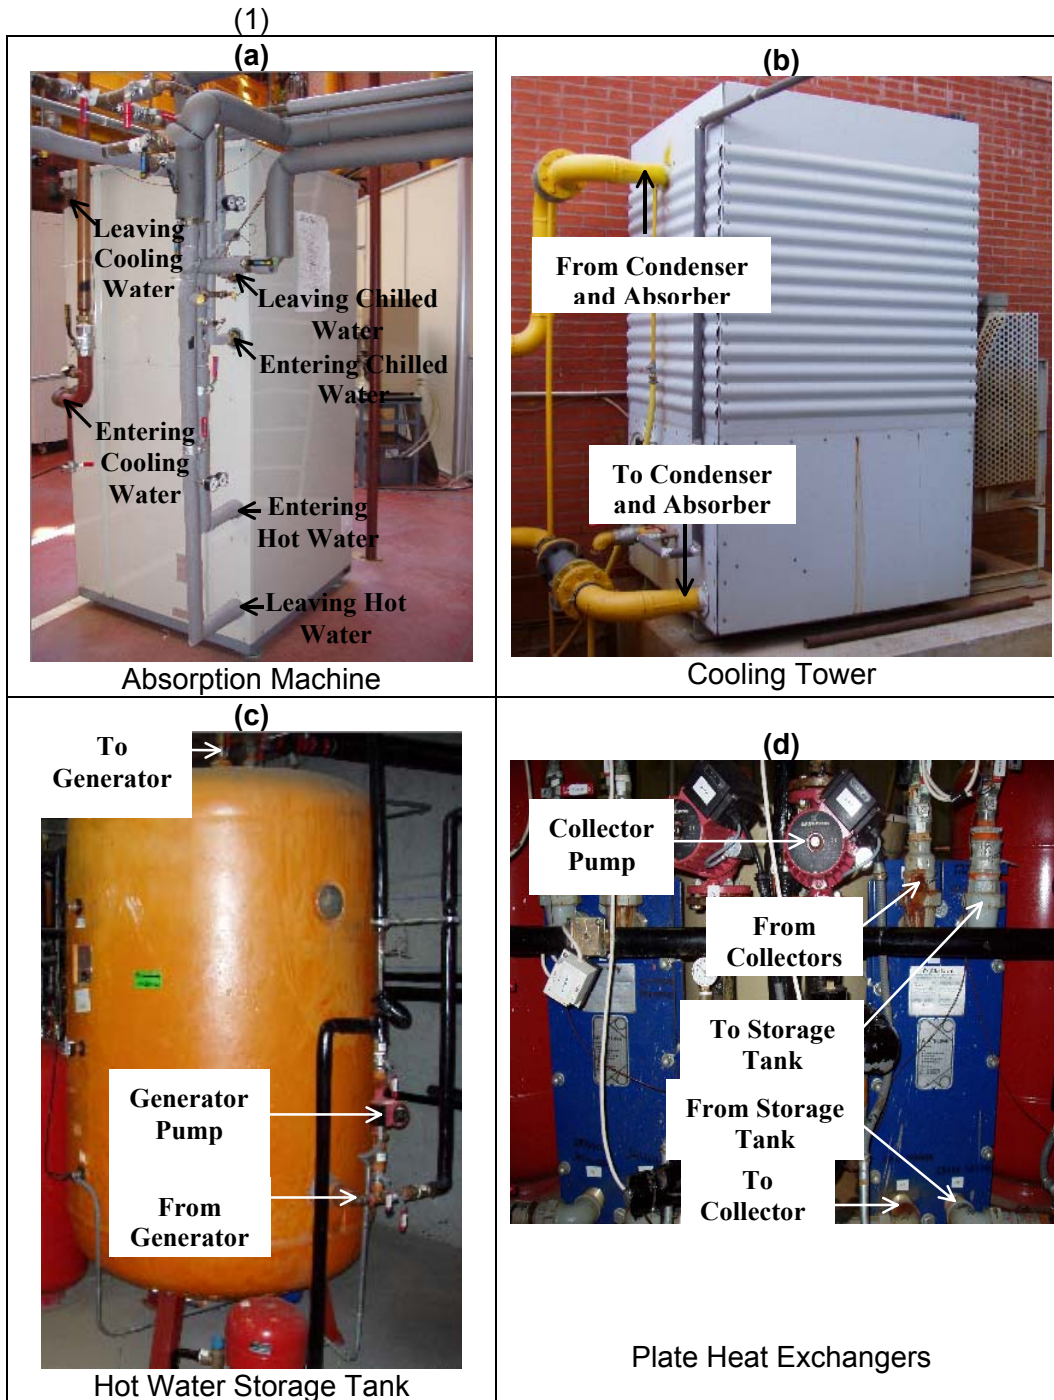 (1)
(a)
Leaving
Cooling
Water
Leaving Chilled
Water
Entering Chilled
Water
Entering
Cooling
Water
Entering
Hot Water
Leaving Hot
Water
Absorption Machine
(b)
From Condenser
and Absorber
To Condenser
and Absorber
Cooling Tower
(c)
To
Generator
Generator
Pump
From
Generator
Hot Water Storage Tank
(d)
Collector
Pump
From
Collectors
To Storage
Tank
From Storage
Tank
To
Collector
Plate Heat Exchangers